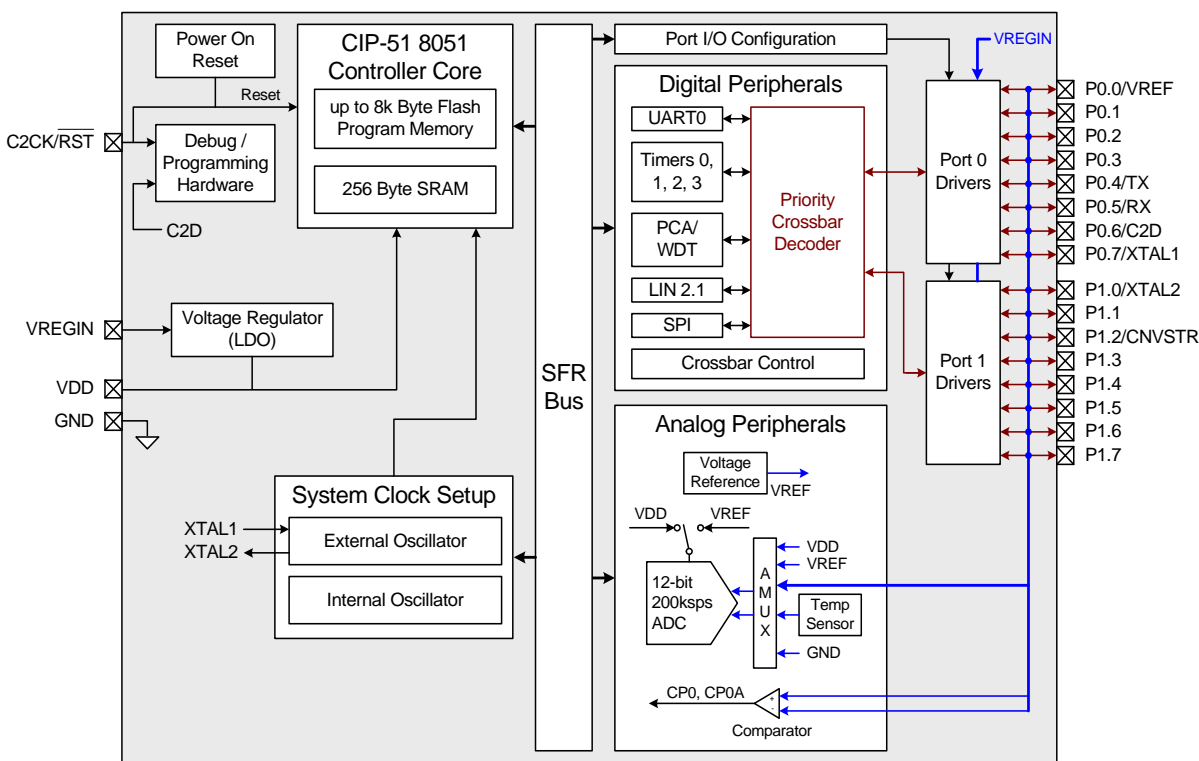 Power On
Reset
Reset
C2CK/RST
Debug /
Programming
Hardware
C2D
CIP-51 8051
Controller Core
up to 8k Byte Flash
Program Memory
256 Byte SRAM
VREGIN
Voltage Regulator
(LDO)
VDD
GND
System Clock Setup
XTAL1
XTAL2
External Oscillator
Internal Oscillator
SFR
Bus
Port I/O Configuration
Digital Peripherals
UART0
Timers 0,
1, 2, 3
PCA/
WDT
LIN 2.1
SPI
Priority
Crossbar
Decoder
Crossbar Control
Analog Peripherals
Voltage
Reference
VREF
VDD
VREF
12-bit
200ksps
ADC
A
M
U
X
VDD
VREF
Temp
Sensor
GND
CP0, CP0A
+
-
Comparator
VREGIN
Port 0
Drivers
Port 1
Drivers
P0.0/VREF
P0.1
P0.2
P0.3
P0.4/TX
P0.5/RX
P0.6/C2D
P0.7/XTAL1
P1.0/XTAL2
P1.1
P1.2/CNVSTR
P1.3
P1.4
P1.5
P1.6
P1.7